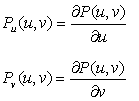 P_u(u,v) = ∂P(u,v)/∂u
P_v(u,v) = ∂P(u,v)/∂v